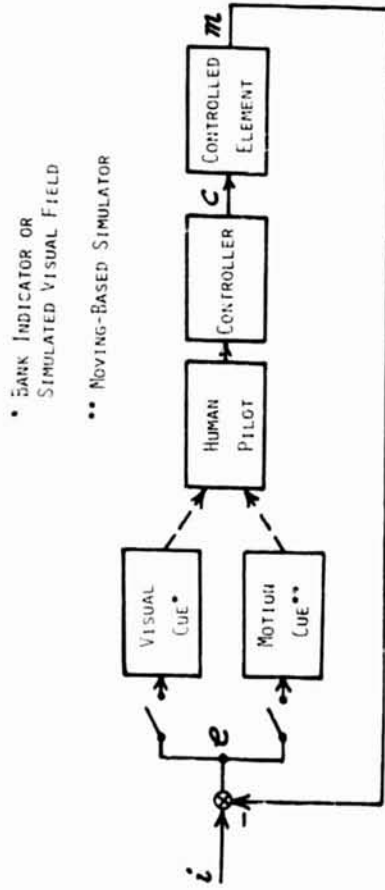 * BANK INDICATOR OR
SIMULATED VISUAL FIELD
** MOVING-BASED SIMULATOR
i
-
a
VISUAL
CUE*
MOTION
CUE**
HUMAN
PILOT
CONTROLLER
c
CONTROLLED
ELEMENT
m